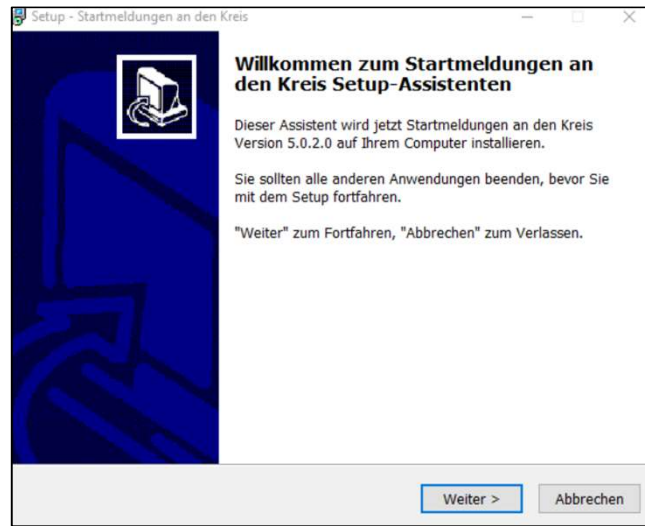 Setup - Startmeldungen an den Kreis
Willkommen zum Startmeldungen an
den Kreis Setup-Assistenten
Dieser Assistent wird jetzt Startmeldungen an den Kreis
Version 5.0.2.0 auf Ihrem Computer installieren.
Sie sollten alle anderen Anwendungen beenden, bevor Sie
mit dem Setup fortfahren.
"Weiter" zum Fortfahren, "Abbrechen" zum Verlassen.
Weiter >
Abbrechen